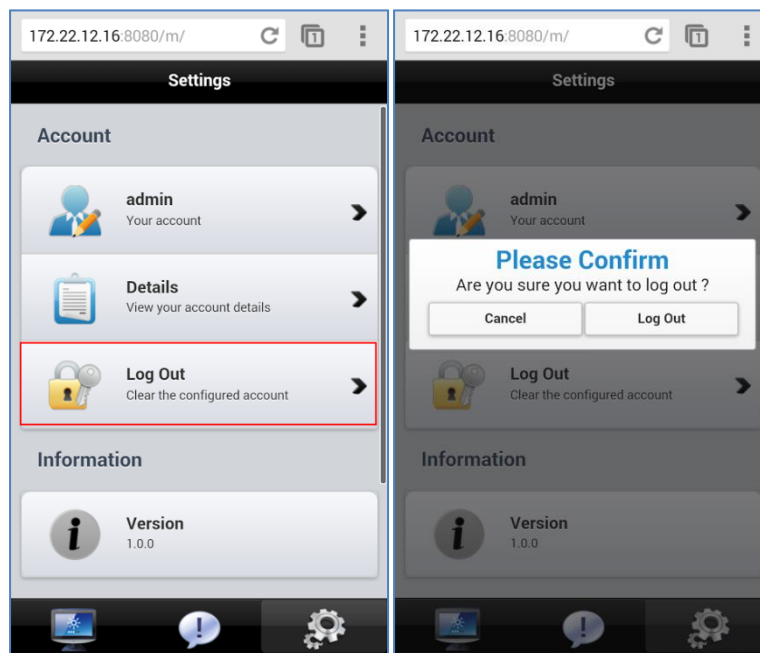 172.22.12.16:8080/m/
1
Settings
Account
admin
Your account
Details
View your account details
Log Out
Clear the configured account
Information
Version
1.0.0
172.22.12.16:8080/m/
1
Settings
Account
admin
Your account
Please Confirm
Are you sure you want to log out ?
Cancel
Log Out
Log Out
Clear the configured account
Information
Version
1.0.0